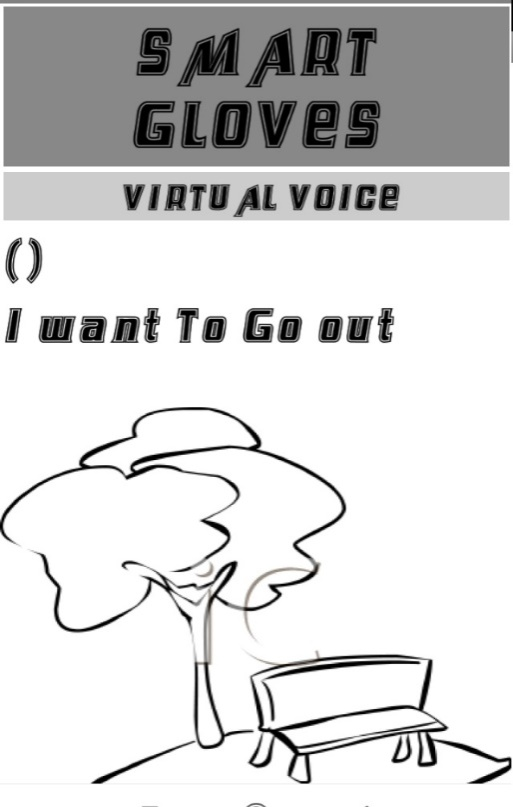 SMART
GLOVES
VIRTUAL VOICE
()
I want To Go out